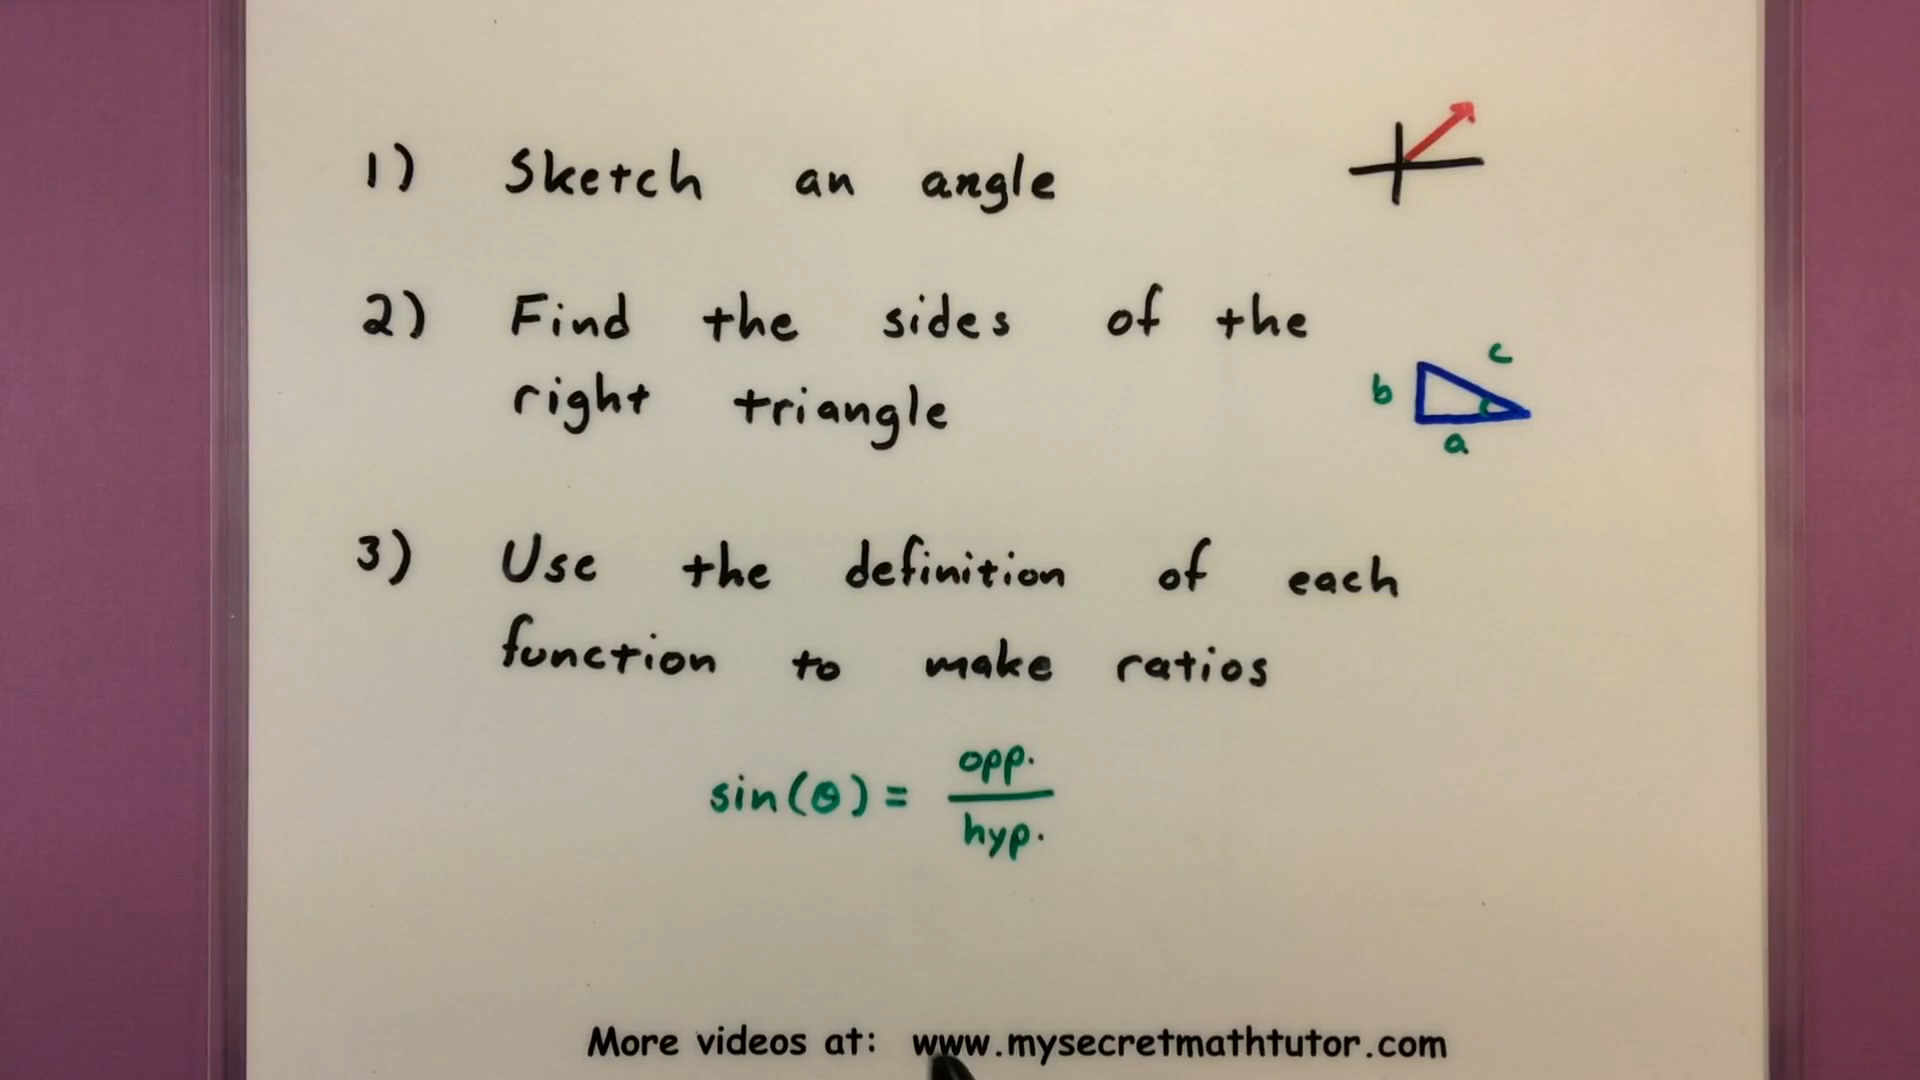 1) Sketch an angle
2) Find the sides of the
right triangle
b
c
a
3) Use the definition of each
function to make ratios
sin(θ) = opp.
hyp.
More videos at: www.mysecretmathtutor.com